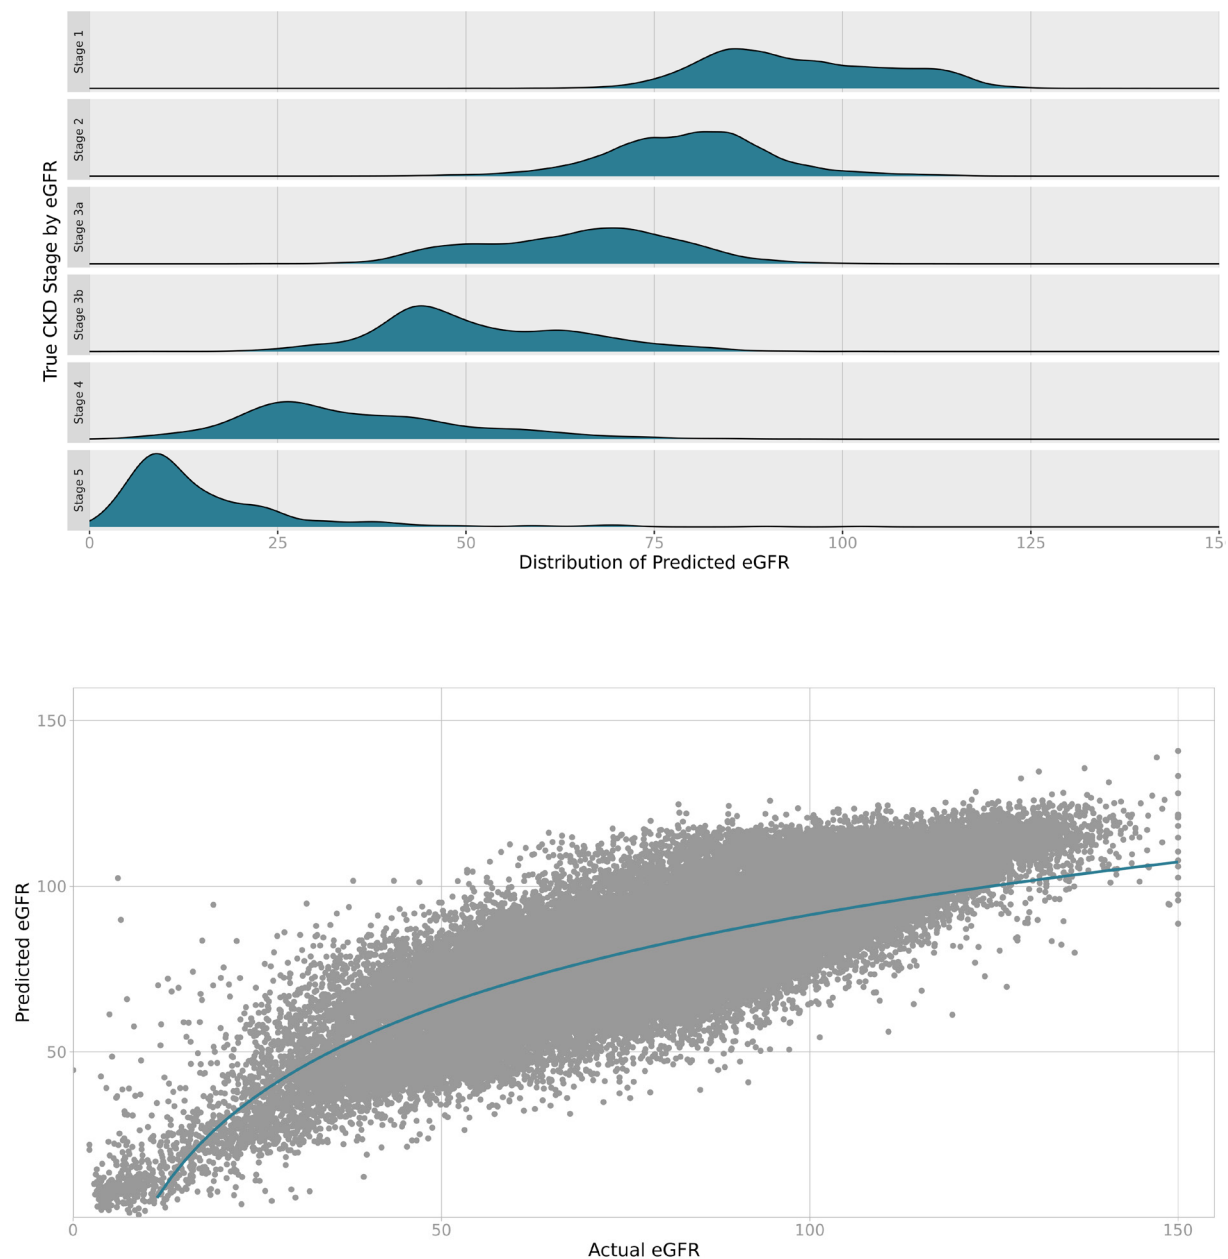 True CKD Stage by eGFR
Stage 1
Stage 2
Stage 3a
Stage 3b
Stage 4
Stage 5
0 25 50 75 100 125 15
Distribution of Predicted eGFR
Predicted eGFR
150
100
50
0 50 100 150
Actual eGFR